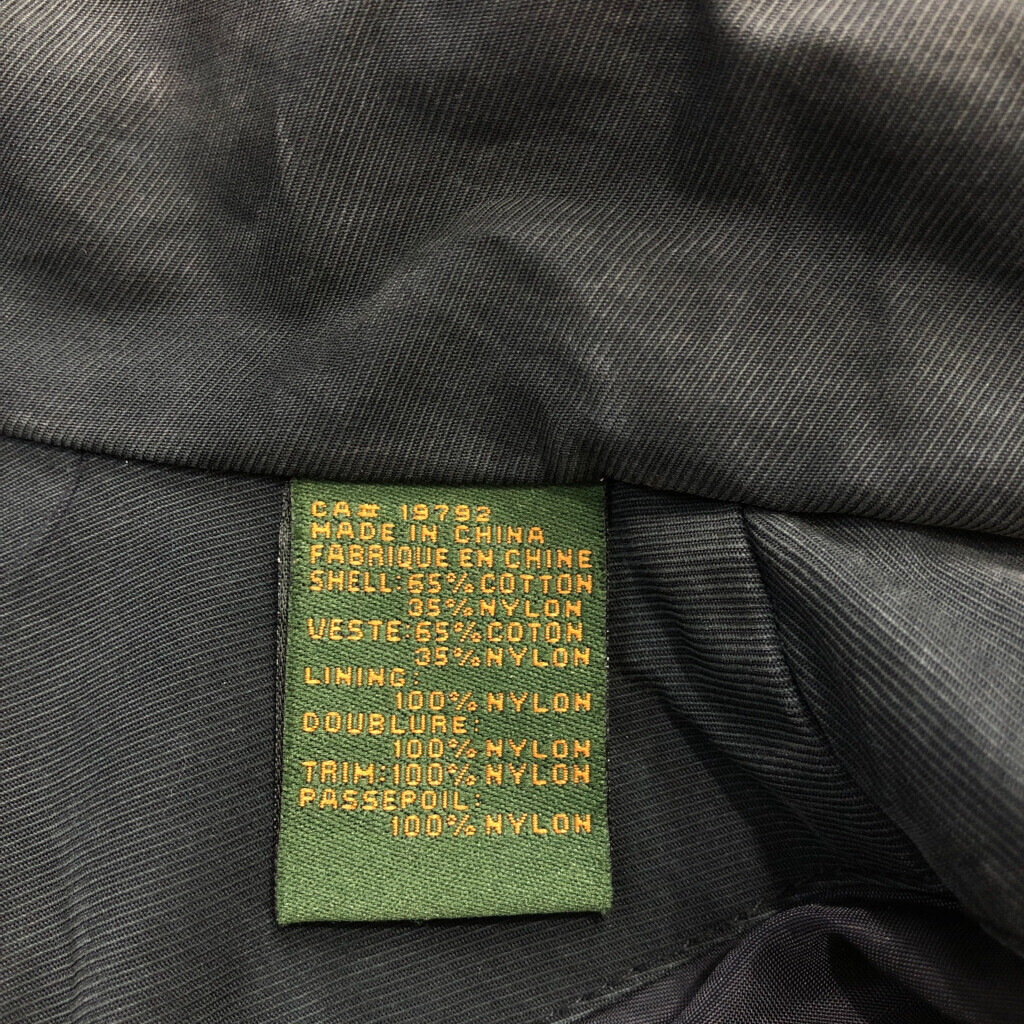 CA# 19792
MADE IN CHINA
FABRIQUE EN CHINE
SHELL:65% COTTON
35% NYLON
VESTE:65% COTON
35% NYLON
LINING:
100% NYLON
DOUBLURE:
100% NYLON
TRIM:100% NYLON
PASSEPOIL:
100% NYLON